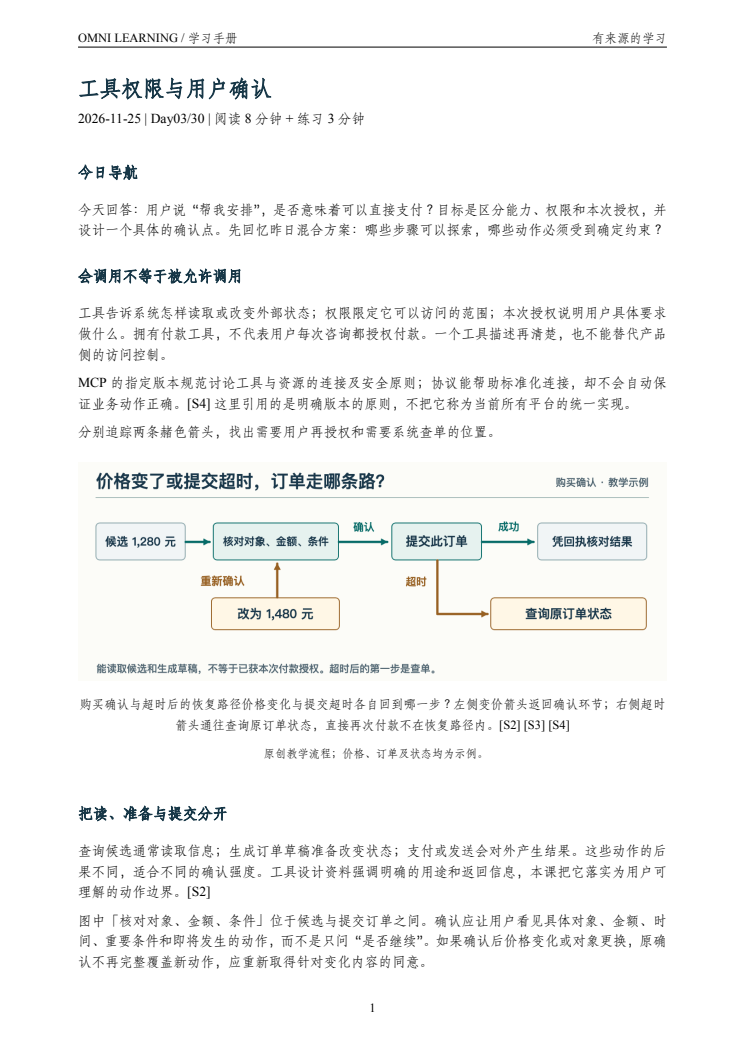 OMNI LEARNING / 学习手册
有来源的学习
工具权限与用户确认
2026-11-25 | Day03/30 | 阅读 8 分钟 + 练习 3 分钟
今日导航
今天回答：用户说“帮我安排”，是否意味着可以直接支付？目标是区分能力、权限和本次授权，并
设计一个具体的确认点。先回忆昨日混合方案：哪些步骤可以探索，哪些动作必须受到确定约束？
会调用不等于被允许调用
工具告诉系统怎样读取或改变外部状态；权限限定它可以访问的范围；本次授权说明用户具体要求
做什么。拥有付款工具，不代表用户每次咨询都授权付款。一个工具描述再清楚，也不能替代产品
侧的访问控制。
MCP 的指定版本规范讨论工具与资源的连接及安全原则；协议能帮助标准化连接，却不会自动保
证业务动作正确。[S4] 这里引用的是明确版本的原则，不把它称为当前所有平台的统一实现。
分别追踪两条赭色箭头，找出需要用户再授权和需要系统查单的位置。
价格变了或提交超时，订单走哪条路？
购买确认 · 教学示例
候选 1,280 元
核对对象、金额、条件
确认
提交此订单
成功
凭回执核对结果
重新确认
超时
改为 1,480 元
查询原订单状态
能读取候选和生成草稿，不等于已获本次付款授权。超时后的第一步是查单。
购买确认与超时后的恢复路径价格变化与提交超时各自回到哪一步？左侧变价箭头返回确认环节；右侧超时
箭头通往查询原订单状态，直接再次付款不在恢复路径内。[S2] [S3] [S4]
原创教学流程；价格、订单及状态均为示例。
把读、准备与提交分开
查询候选通常读取信息；生成订单草稿准备改变状态；支付或发送会对外产生结果。这些动作的后
果不同，适合不同的确认强度。工具设计资料强调明确的用途和返回信息，本课把它落实为用户可
理解的动作边界。[S2]
图中「核对对象、金额、条件」位于候选与提交订单之间。确认应让用户看见具体对象、金额、时
间、重要条件和即将发生的动作，而不是只问“是否继续”。如果确认后价格变化或对象更换，原确
认不再完整覆盖新动作，应重新取得针对变化内容的同意。
1